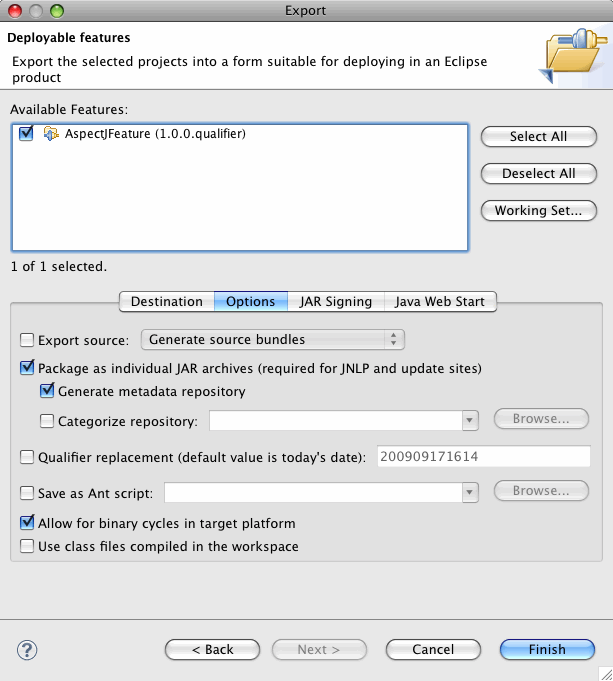 Export
Deployable features
Export the selected projects into a form suitable for deploying in an Eclipse
product
Available Features:
AspectJFeature (1.0.0.qualifier)
Select All
Deselect All
Working Set...
1 of 1 selected.
Destination Options JAR Signing Java Web Start
Export source: Generate source bundles
Package as individual JAR archives (required for JNLP and update sites)
Generate metadata repository
Categorize repository: Browse...
Qualifier replacement (default value is today's date): 200909171614
Save as Ant script: Browse...
Allow for binary cycles in target platform
Use class files compiled in the workspace
? < Back Next > Cancel Finish